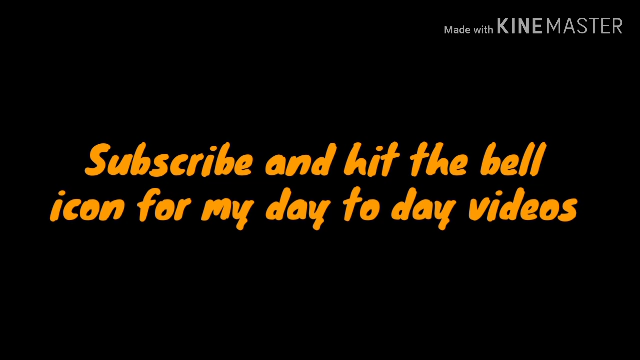 Made with KINEMASTER
Subscribe and hit the bell
icon for my day to day videos